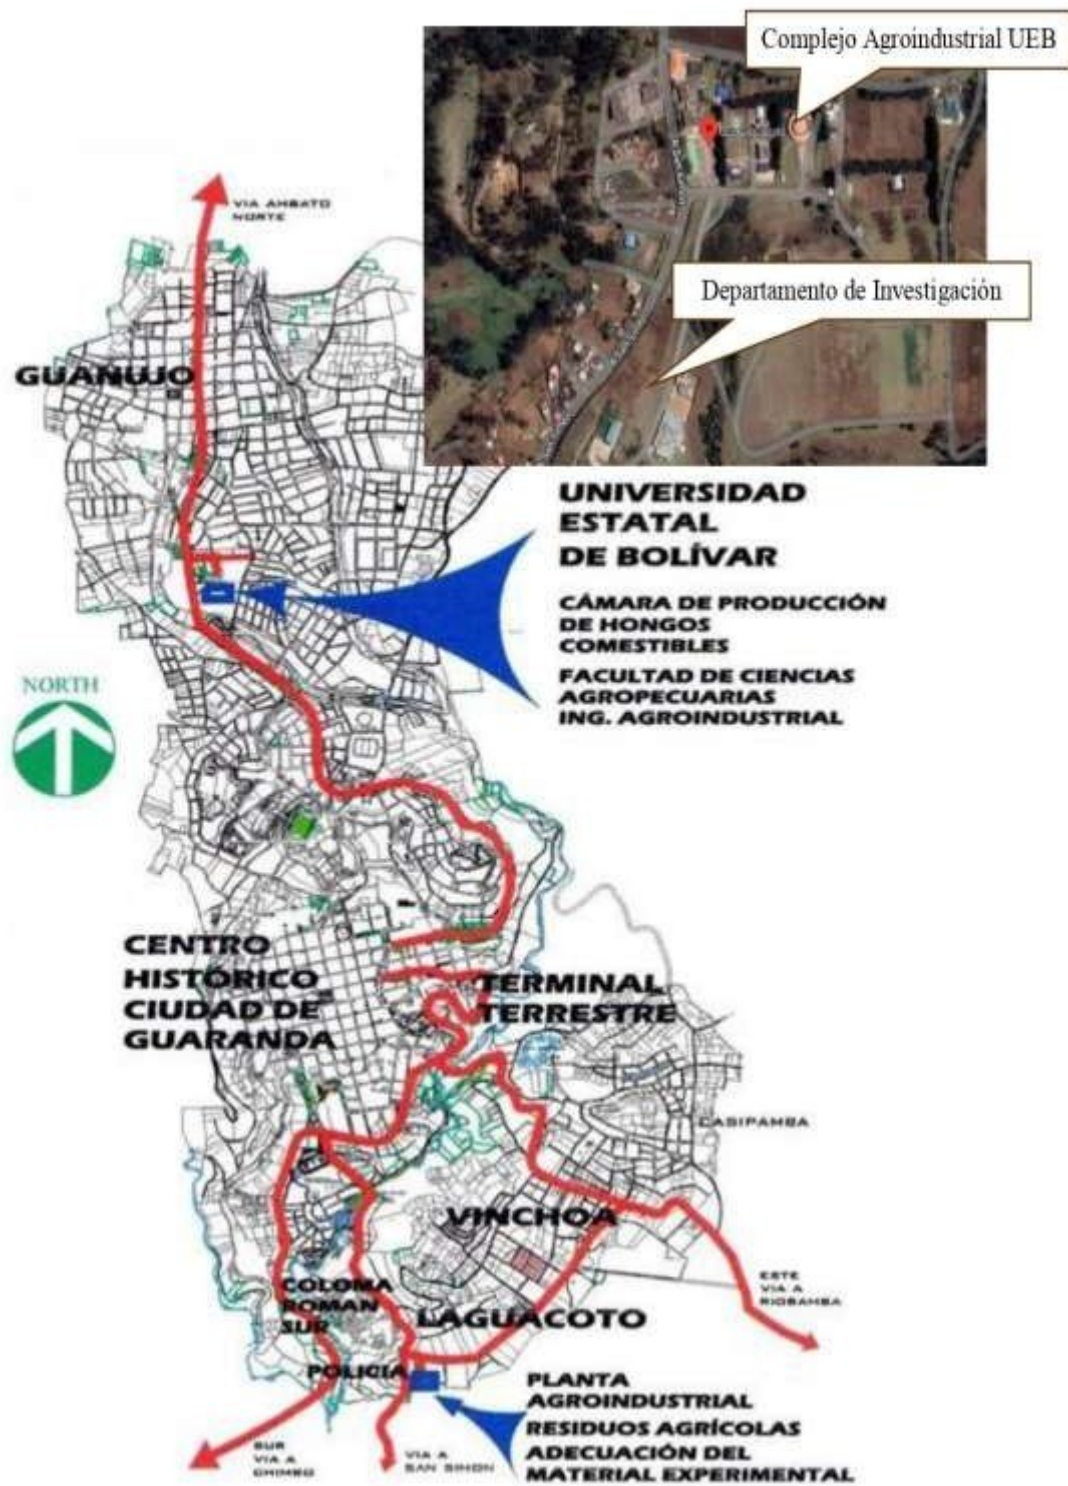 Complejo Agroindustrial UEB
VIA AMBATO
NORTE
Departamento de Investigación
GUANUJO
UNIVERSIDAD
ESTATAL
DE BOLÍVAR
CÁMARA DE PRODUCCIÓN
DE HONGOS
COMESTIBLES
FACULTAD DE CIENCIAS
AGROPECUARIAS
ING. AGROINDUSTRIAL
NORTH
CENTRO
HISTÓRICO
CIUDAD DE
GUARANDA
TERMINAL
TERRESTRE
CASIPAMBA
VINCHOA
ESTE
VIA A
RIOBAMBA
COLOMA
ROMAN
SUR
LAGUACOTO
POLICIA
PLANTA
AGROINDUSTRIAL
RESIDUOS AGRÍCOLAS
ADECUACIÓN DEL
MATERIAL EXPERIMENTAL
SUR
VIA A
CHIMBO
VIA A
SAN SIMON